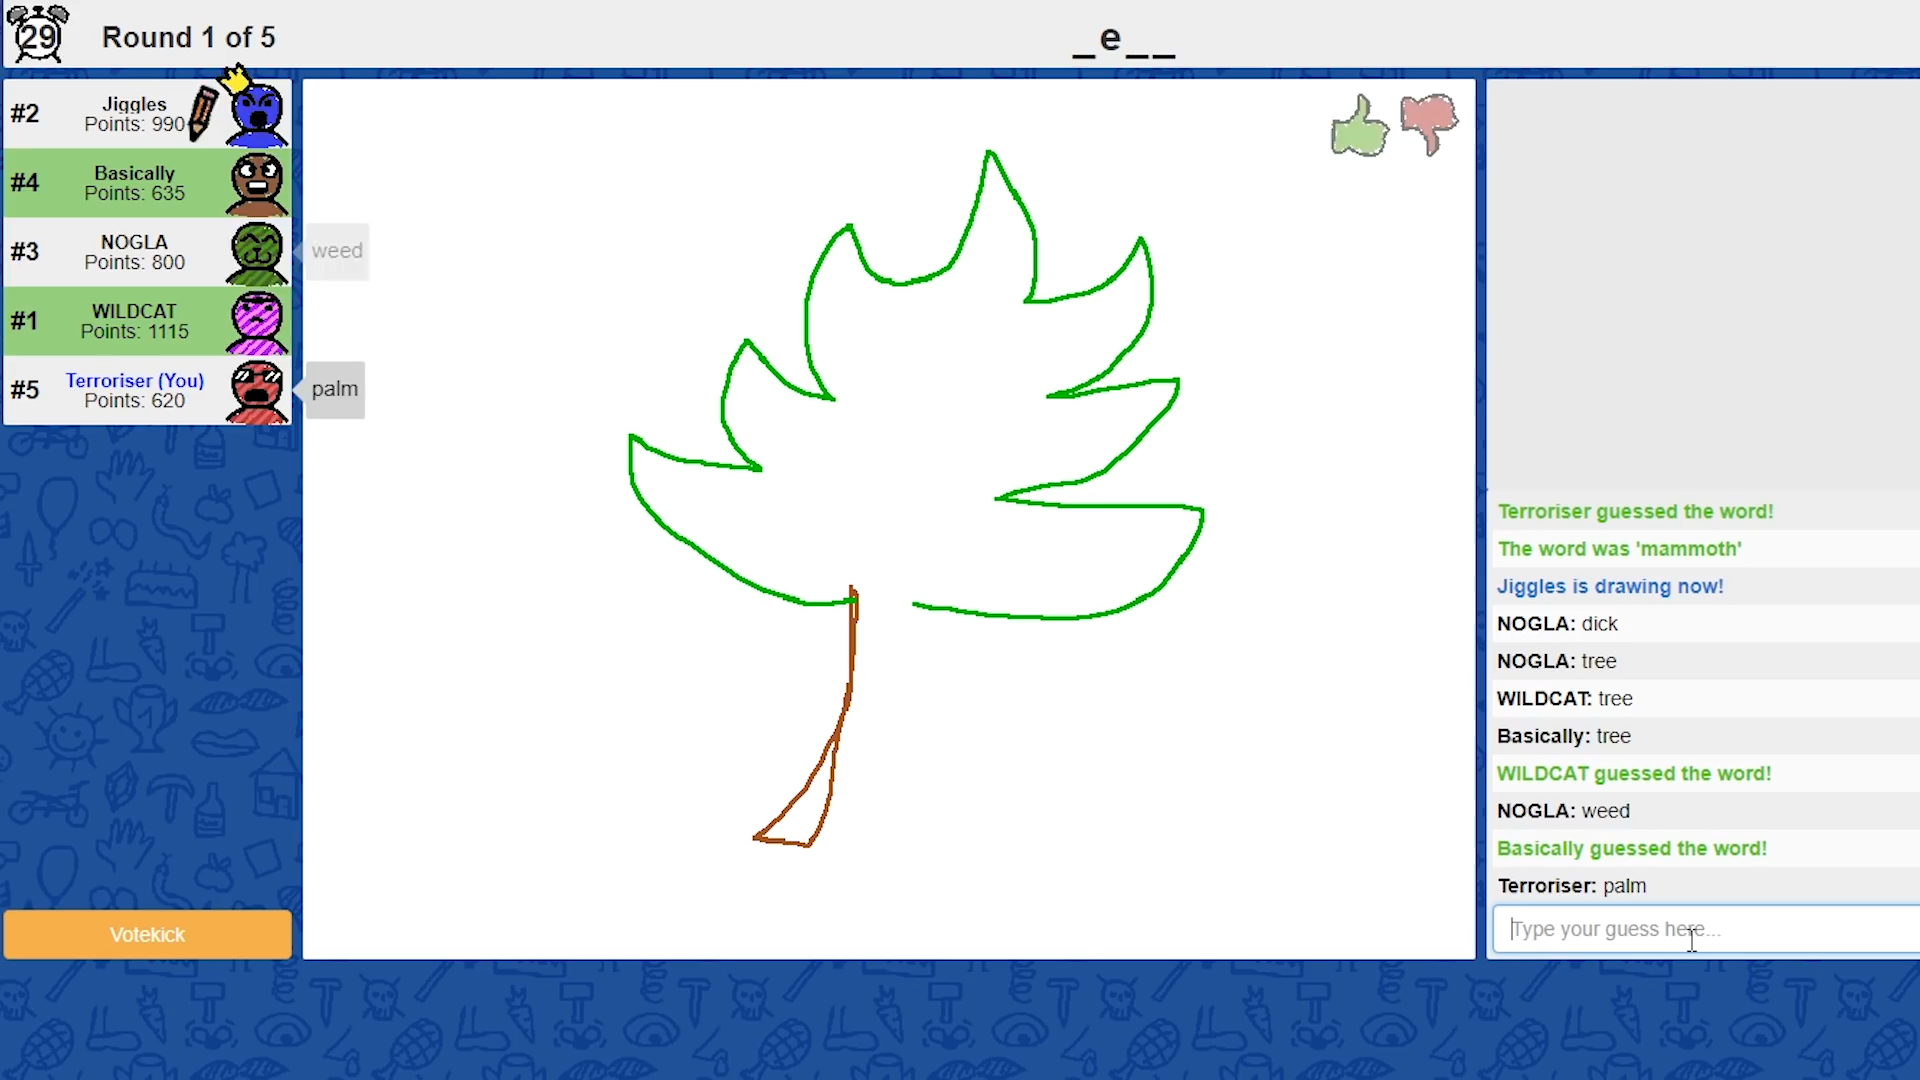 29
Round 1 of 5
_e__
#2
Jiggles
Points: 990
#4
Basically
Points: 635
#3
NOGLA
Points: 800
weed
#1
WILDCAT
Points: 1115
#5
Terroriser (You)
Points: 620
palm
Votekick
Terroriser guessed the word!
The word was 'mammoth'
Jiggles is drawing now!
NOGLA: dick
NOGLA: tree
WILDCAT: tree
Basically: tree
WILDCAT guessed the word!
NOGLA: weed
Basically guessed the word!
Terroriser: palm
Type your guess here...